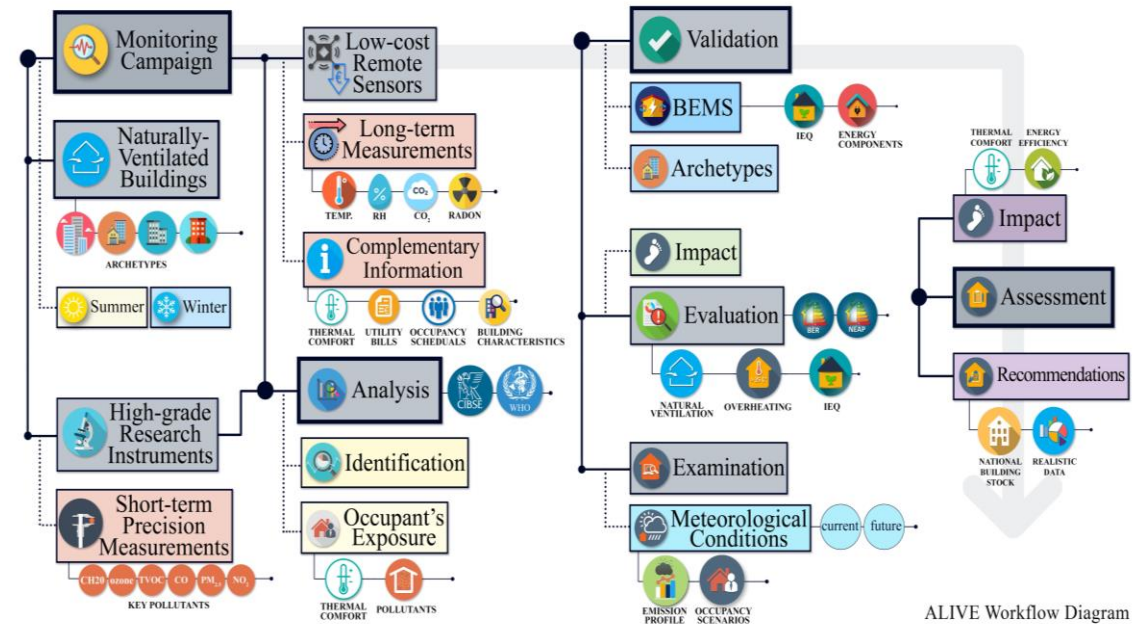 Monitoring
Campaign
Naturally-
Ventilated
Buildings
ARCHETYPES
Summer
Winter
High-grade
Research
Instruments
Short-term
Precision
Measurements
CH20
ozone
TVOC
CO
PM2.5
NO2
KEY POLLUTANTS
Low-cost
Remote
Sensors
Long-term
Measurements
%
CO2
TEMP.
RH
CO2
RADON
Complementary
Information
THERMAL
COMFORT
UTILITY
BILLS
OCCUPANCY
SCHEDUALS
BUILDING
CHARACTERISTICS
Analysis
CIBSE
WHO
Identification
Occupant's
Exposure
THERMAL
COMFORT
POLLUTANTS
Validation
BEMS
IEQ
ENERGY
COMPONENTS
Archetypes
Impact
Evaluation
BER
NEAP
NATURAL
VENTILATION
OVERHEATING
IEQ
Examination
Meteorological
Conditions
current
future
EMISSION
PROFILE
OCCUPANCY
SCENARIOS
THERMAL
COMFORT
ENERGY
EFFICIENCY
Impact
Assessment
Recommendations
NATIONAL
BUILDING
STOCK
REALISTIC
DATA
ALIVE Workflow Diagram